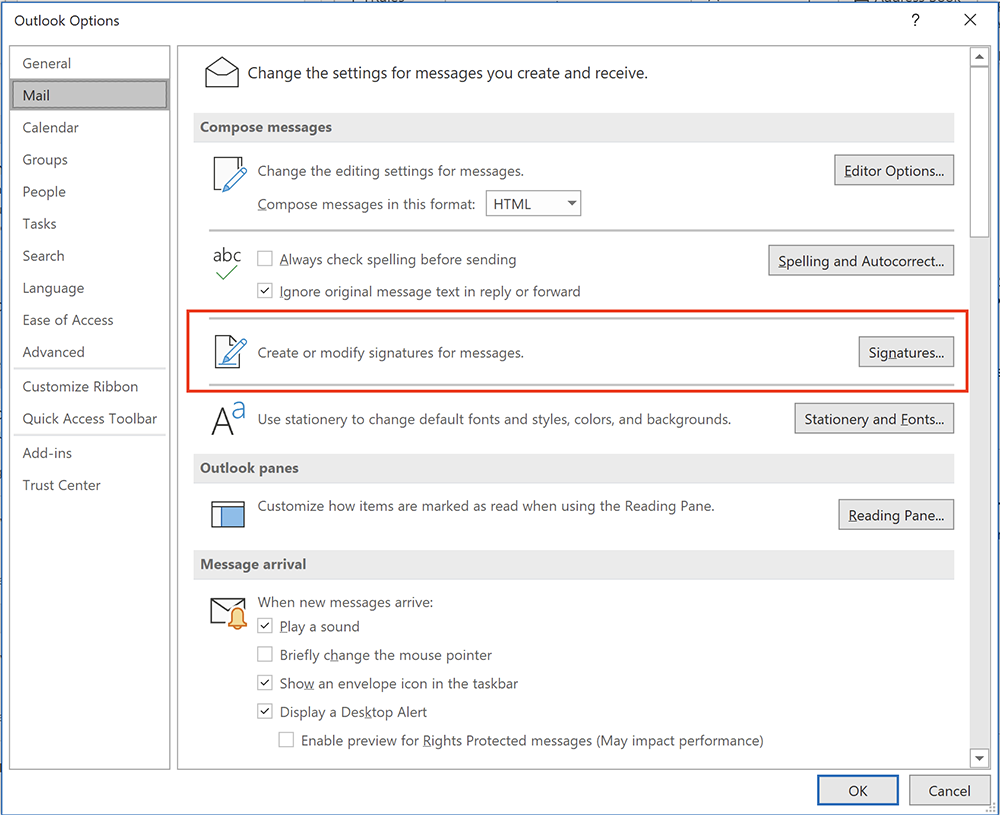 Outlook Options
?
General
Mail
Calendar
Groups
People
Tasks
Search
Language
Ease of Access
Advanced
Customize Ribbon
Quick Access Toolbar
Add-ins
Trust Center
Change the settings for messages you create and receive.
Compose messages
Change the editing settings for messages.
Editor Options...
Compose messages in this format:
HTML
abc
Always check spelling before sending
Spelling and Autocorrect...
Ignore original message text in reply or forward
Create or modify signatures for messages.
Signatures...
Aa
Use stationery to change default fonts and styles, colors, and backgrounds.
Stationery and Fonts...
Outlook panes
Customize how items are marked as read when using the Reading Pane.
Reading Pane...
Message arrival
When new messages arrive:
Play a sound
Briefly change the mouse pointer
Show an envelope icon in the taskbar
Display a Desktop Alert
Enable preview for Rights Protected messages (May impact performance)
OK
Cancel